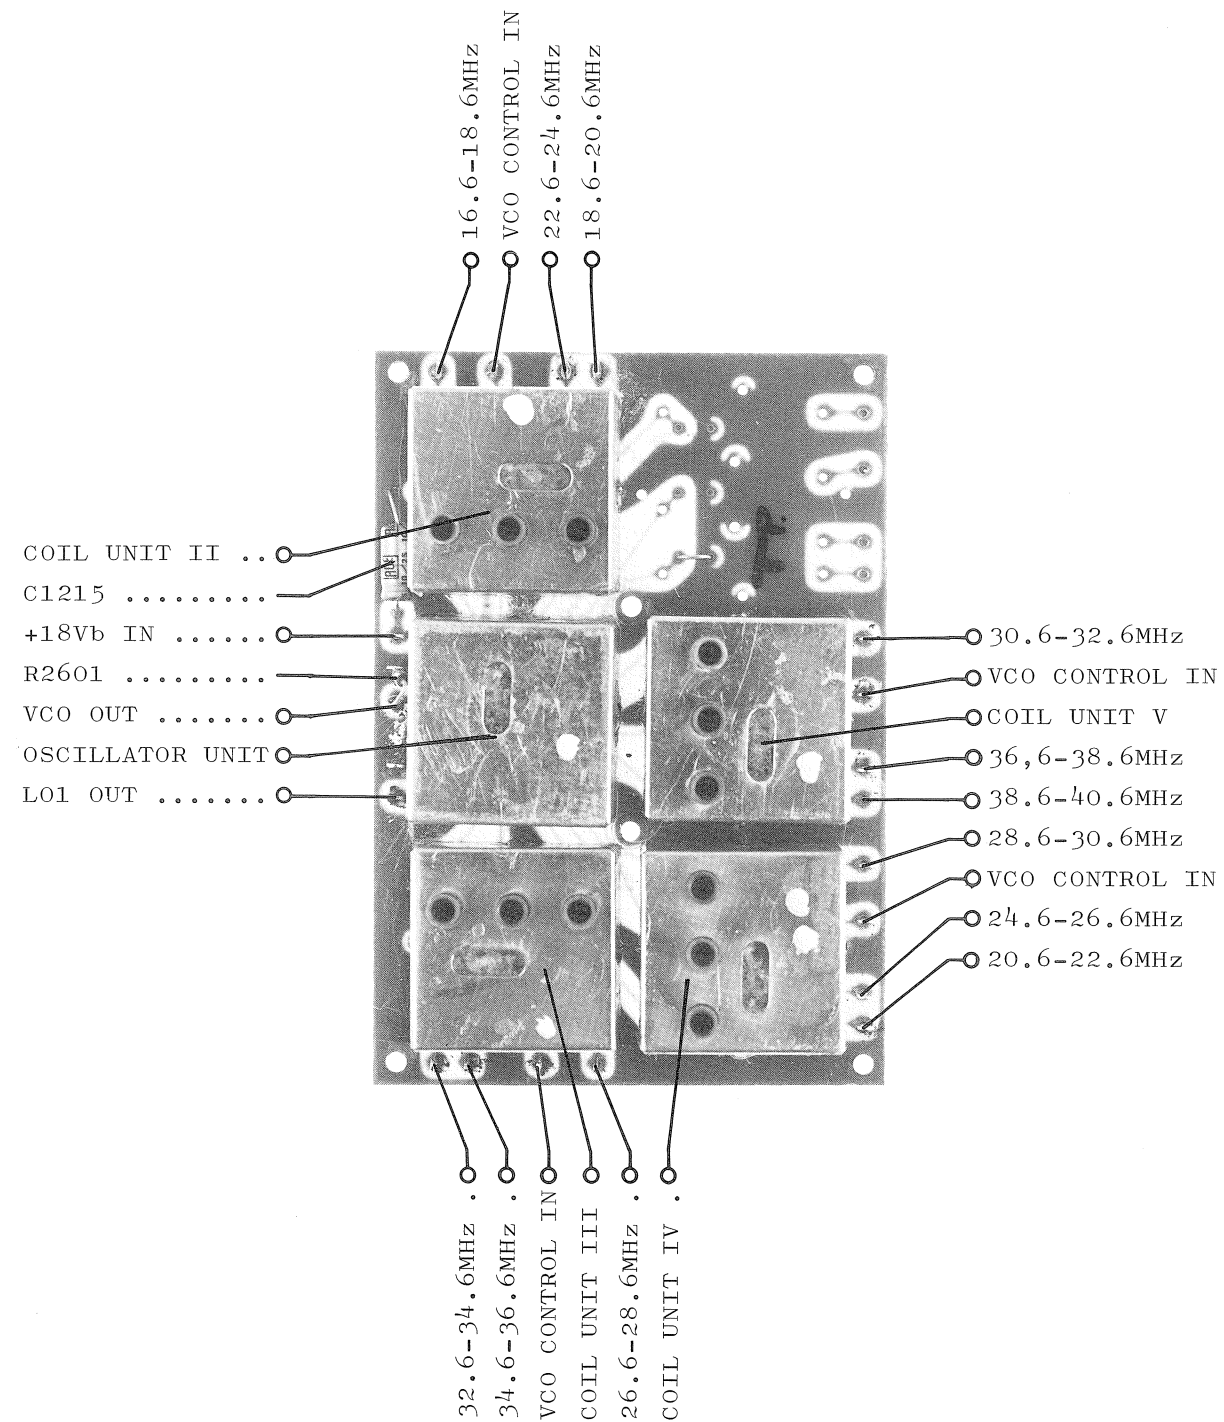 16.6-18.6MHz
VCO CONTROL IN
22.6-24.6MHz
18.6-20.6MHz
COIL UNIT II ..
C1215 .........
+18Vb IN ......
R2601 .........
VCO OUT .......
OSCILLATOR UNIT
LO1 OUT .......
30.6-32.6MHz
VCO CONTROL IN
COIL UNIT V
36,6-38.6MHz
38.6-40.6MHz
28.6-30.6MHz
VCO CONTROL IN
24.6-26.6MHz
20.6-22.6MHz
32.6-34.6MHz .
34.6-36.6MHz .
VCO CONTROL IN
COIL UNIT III
26.6-28.6MHz .
COIL UNIT IV .